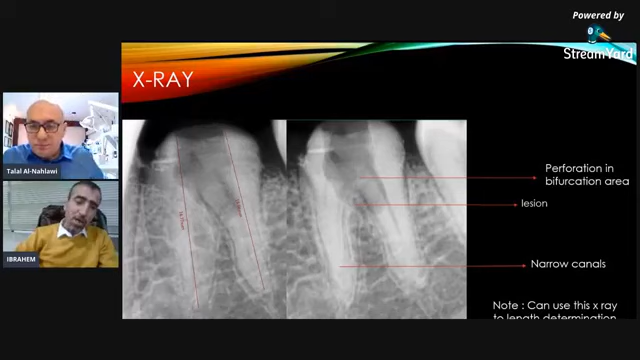 Powered by
StreamYard
X-RAY
Talal Al-Nahlawi
IBRAHEM
Perforation in
bifurcation area
lesion
Narrow canals
Note : Can use this x ray
to length determination